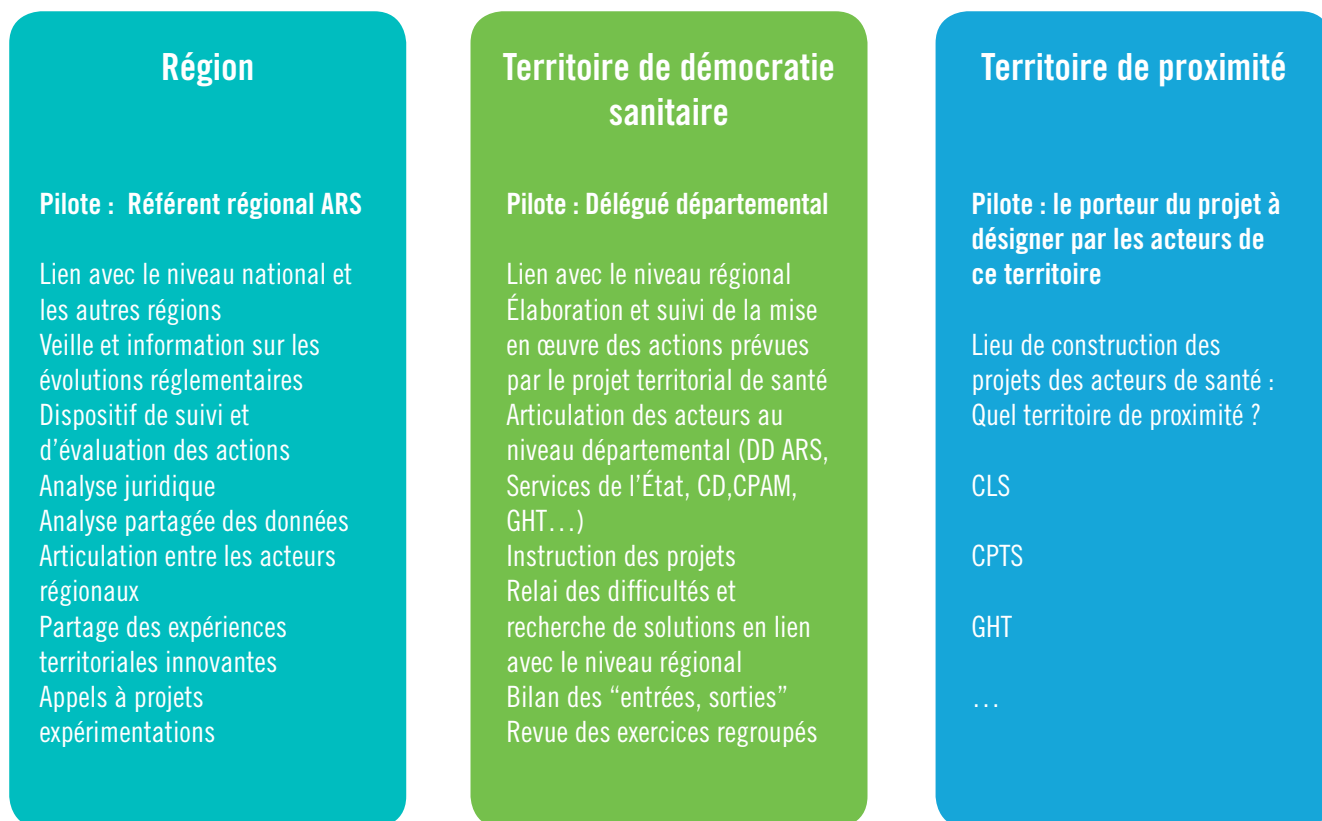 Région
Pilote : Référent régional ARS
Lien avec le niveau national et
les autres régions
Veille et information sur les
évolutions réglementaires
Dispositif de suivi et
d'évaluation des actions
Analyse juridique
Analyse partagée des données
Articulation entre les acteurs
régionaux
Partage des expériences
territoriales innovantes
Appels à projets
expérimentations
Territoire de démocratie
sanitaire
Pilote : Délégué départemental
Lien avec le niveau régional
Élaboration et suivi de la mise
en œuvre des actions prévues
par le projet territorial de santé
Articulation des acteurs au
niveau départemental (DD ARS,
Services de l'État, CD,CPAM,
GHT…)
Instruction des projets
Relai des difficultés et
recherche de solutions en lien
avec le niveau régional
Bilan des “entrées, sorties”
Revue des exercices regroupés
Territoire de proximité
Pilote : le porteur du projet à
désigner par les acteurs de
ce territoire
Lieu de construction des
projets des acteurs de santé :
Quel territoire de proximité ?
CLS
CPTS
GHT
…